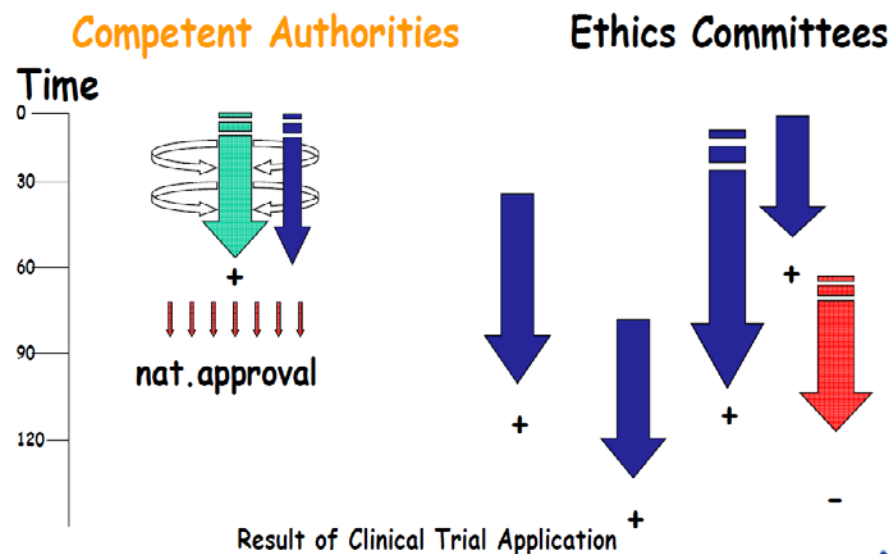 Competent Authorities
Ethics Committees
Time
0
30
60
90
120
+
nat.approval
+
+
+
+
-
Result of Clinical Trial Application